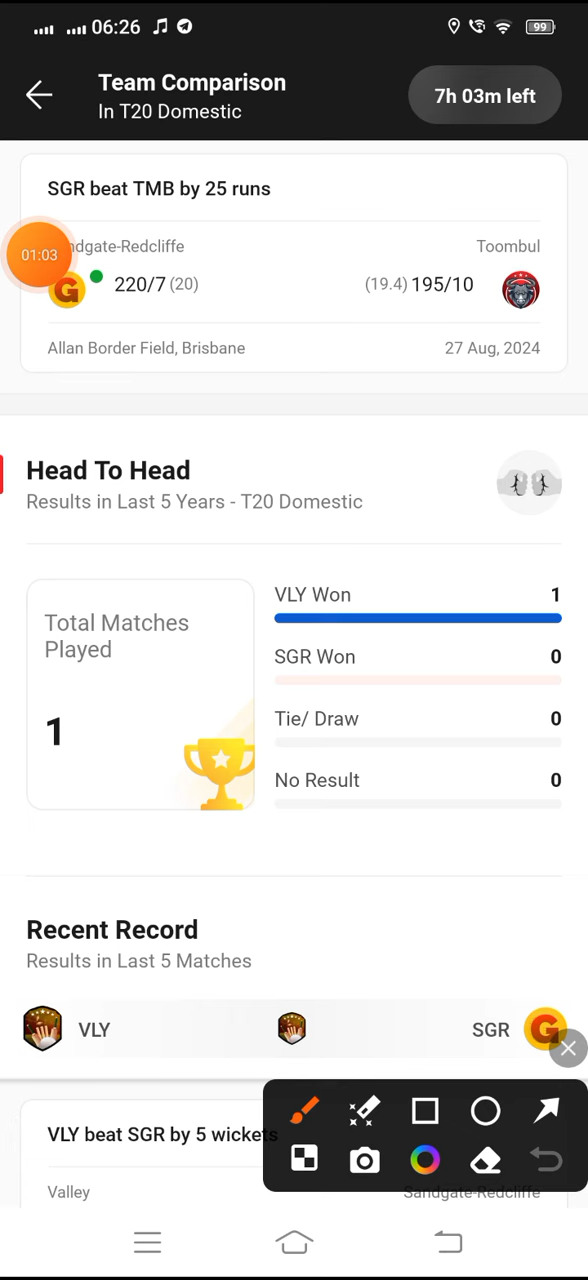 06:26
99
Team Comparison
In T20 Domestic
7h 03m left
SGR beat TMB by 25 runs
ndgate-Redcliffe
Toombul
01:03
G
220/7 (20)
(19.4) 195/10
Allan Border Field, Brisbane
27 Aug, 2024
Head To Head
Results in Last 5 Years - T20 Domestic
Total Matches
Played
1
VLY Won 1
SGR Won 0
Tie/ Draw 0
No Result 0
Recent Record
Results in Last 5 Matches
VLY
SGR
G
VLY beat SGR by 5 wickets
Valley
Sandgate-Redcliffe